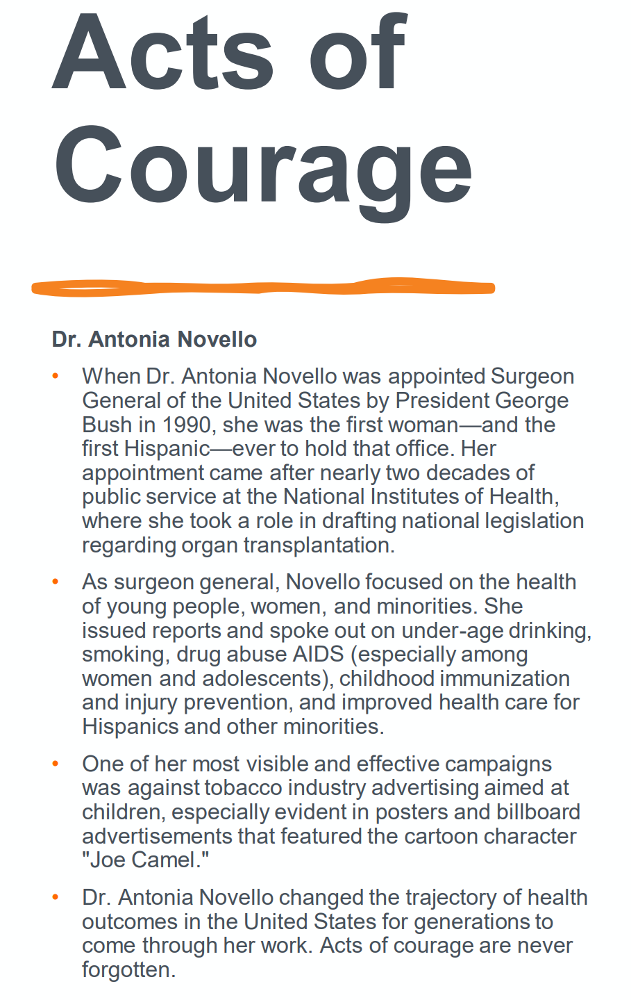 Acts of
Courage
Dr. Antonia Novello
• When Dr. Antonia Novello was appointed Surgeon
General of the United States by President George
Bush in 1990, she was the first woman—and the
first Hispanic—ever to hold that office. Her
appointment came after nearly two decades of
public service at the National Institutes of Health,
where she took a role in drafting national legislation
regarding organ transplantation.
• As surgeon general, Novello focused on the health
of young people, women, and minorities. She
issued reports and spoke out on under-age drinking,
smoking, drug abuse AIDS (especially among
women and adolescents), childhood immunization
and injury prevention, and improved health care for
Hispanics and other minorities.
• One of her most visible and effective campaigns
was against tobacco industry advertising aimed at
children, especially evident in posters and billboard
advertisements that featured the cartoon character
"Joe Camel."
• Dr. Antonia Novello changed the trajectory of health
outcomes in the United States for generations to
come through her work. Acts of courage are never
forgotten.